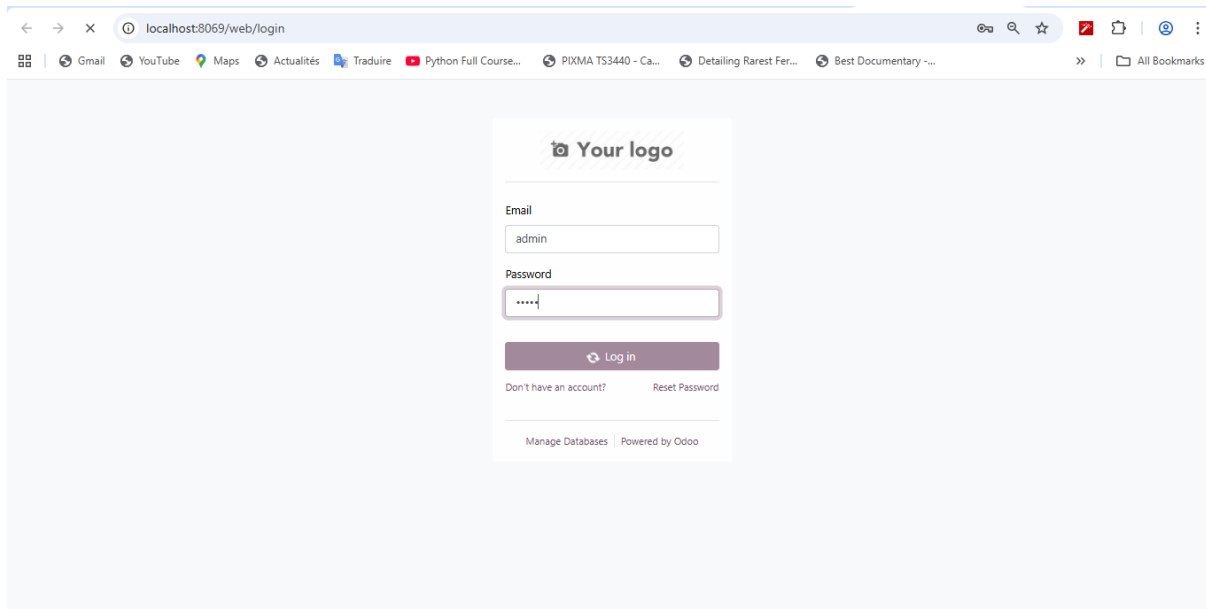 localhost:8069/web/login
Gmail YouTube Maps Actualités Traduire Python Full Course... PIXMA TS3440 - Ca... Detailing Rarest Fer... Best Documentary -... » All Bookmarks
Your logo
Email
admin
Password
•••••
Log in
Don't have an account? Reset Password
Manage Databases Powered by Odoo